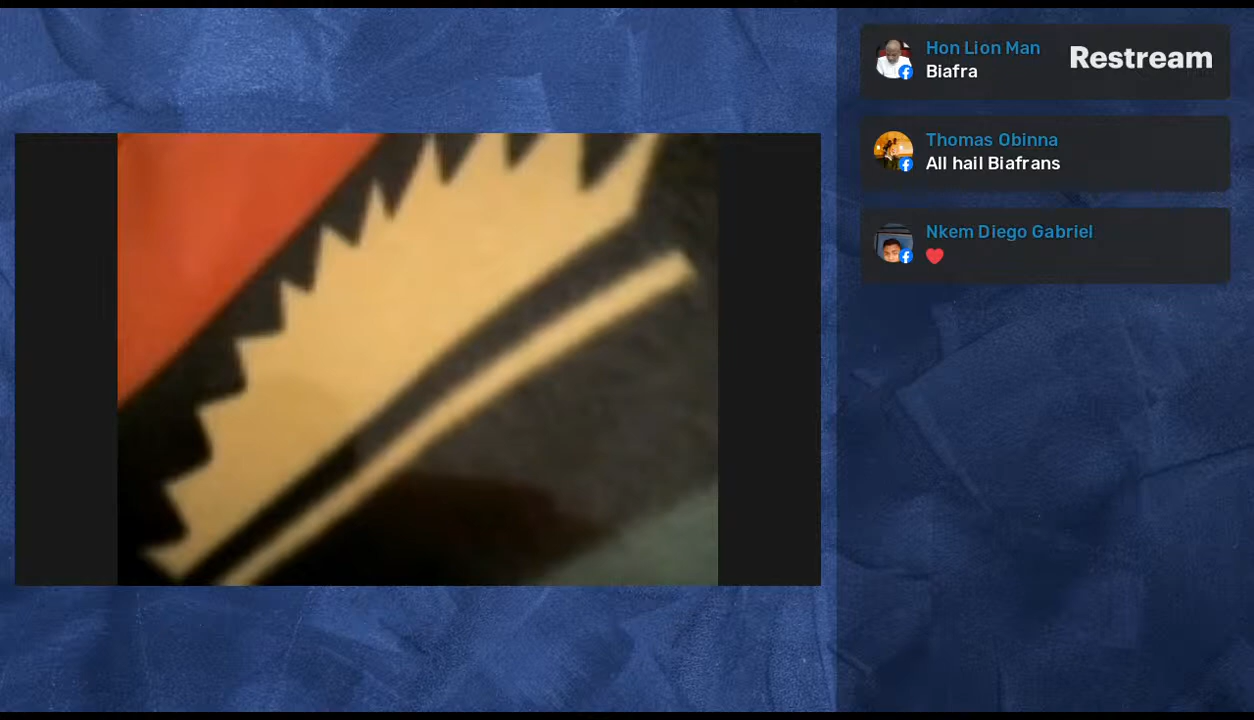 Hon Lion Man
Restream
Biafra
Thomas Obinna
All hail Biafrans
Nkem Diego Gabriel
❤️